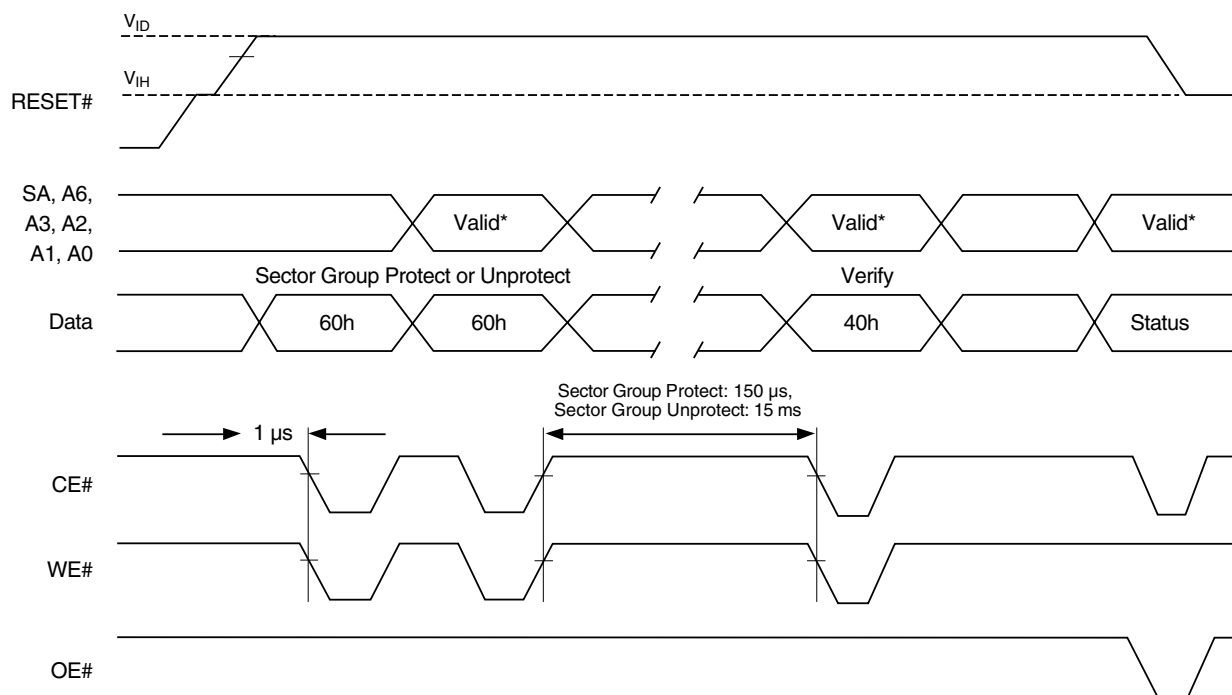 VID
VIH
RESET#
SA, A6,
A3, A2,
A1, A0
Valid*
Valid*
Valid*
Sector Group Protect or Unprotect
Verify
Data
60h
60h
40h
Status
Sector Group Protect: 150 µs,
Sector Group Unprotect: 15 ms
1 µs
CE#
WE#
OE#